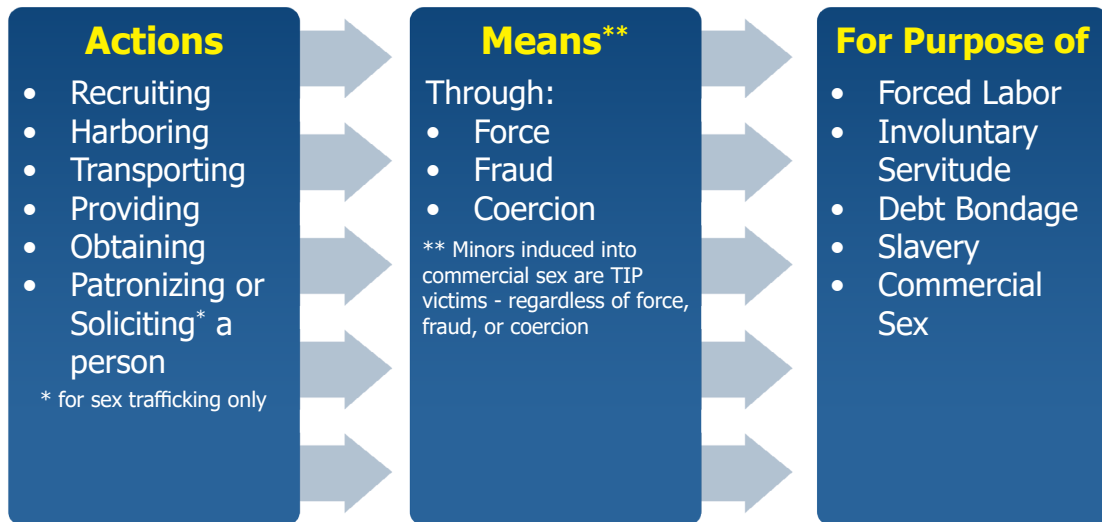 Actions
• Recruiting
• Harboring
• Transporting
• Providing
• Obtaining
• Patronizing or
Soliciting* a
person
* for sex trafficking only
Means**
Through:
• Force
• Fraud
• Coercion
** Minors induced into
commercial sex are TIP
victims - regardless of force,
fraud, or coercion
For Purpose of
• Forced Labor
• Involuntary
Servitude
• Debt Bondage
• Slavery
• Commercial
Sex